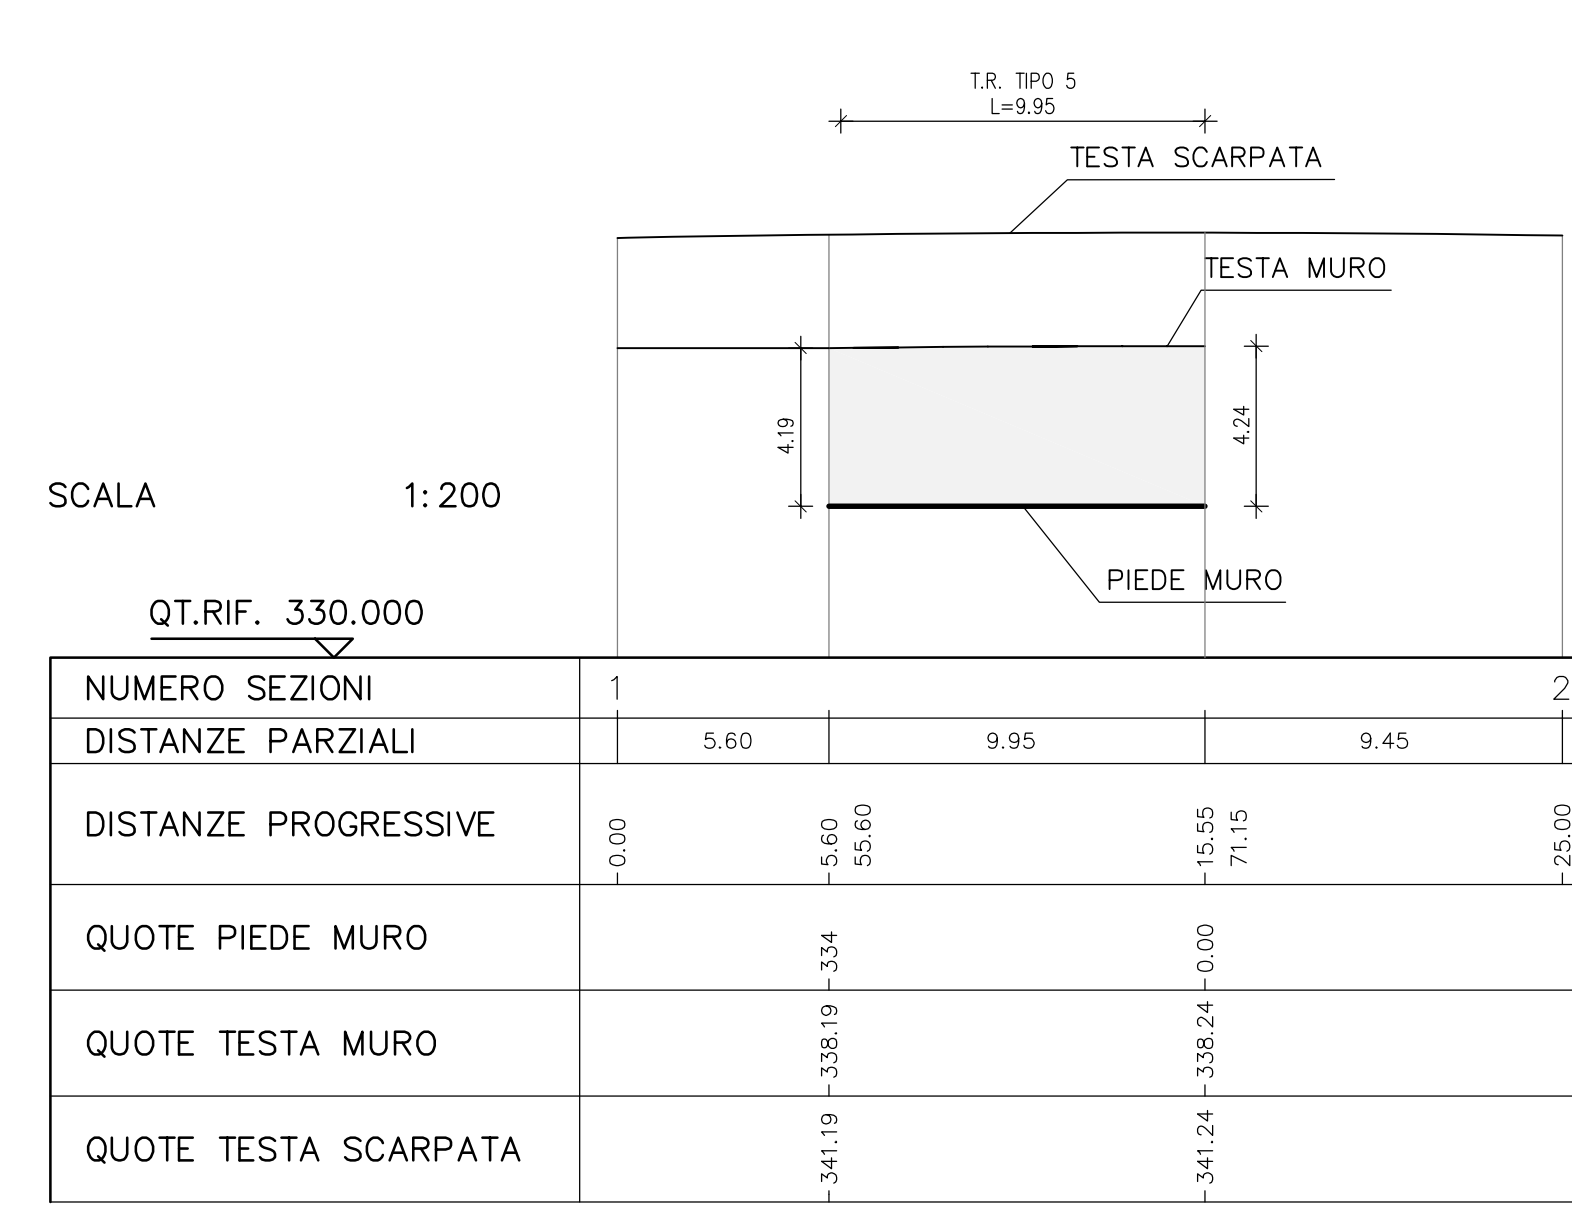 T.R. TIPO 5
L=9.95
TESTA SCARPATA
TESTA MURO
4.19
4.24
SCALA 1:200
PIEDE MURO
QT.RIF. 330.000
NUMERO SEZIONI 1 2
DISTANZE PARZIALI 5.60 9.95 9.45
DISTANZE PROGRESSIVE 0.00 5.60 55.60 15.55 71.15 25.00
QUOTE PIEDE MURO 334 0.00
QUOTE TESTA MURO 338.19 338.24
QUOTE TESTA SCARPATA 341.19 341.24